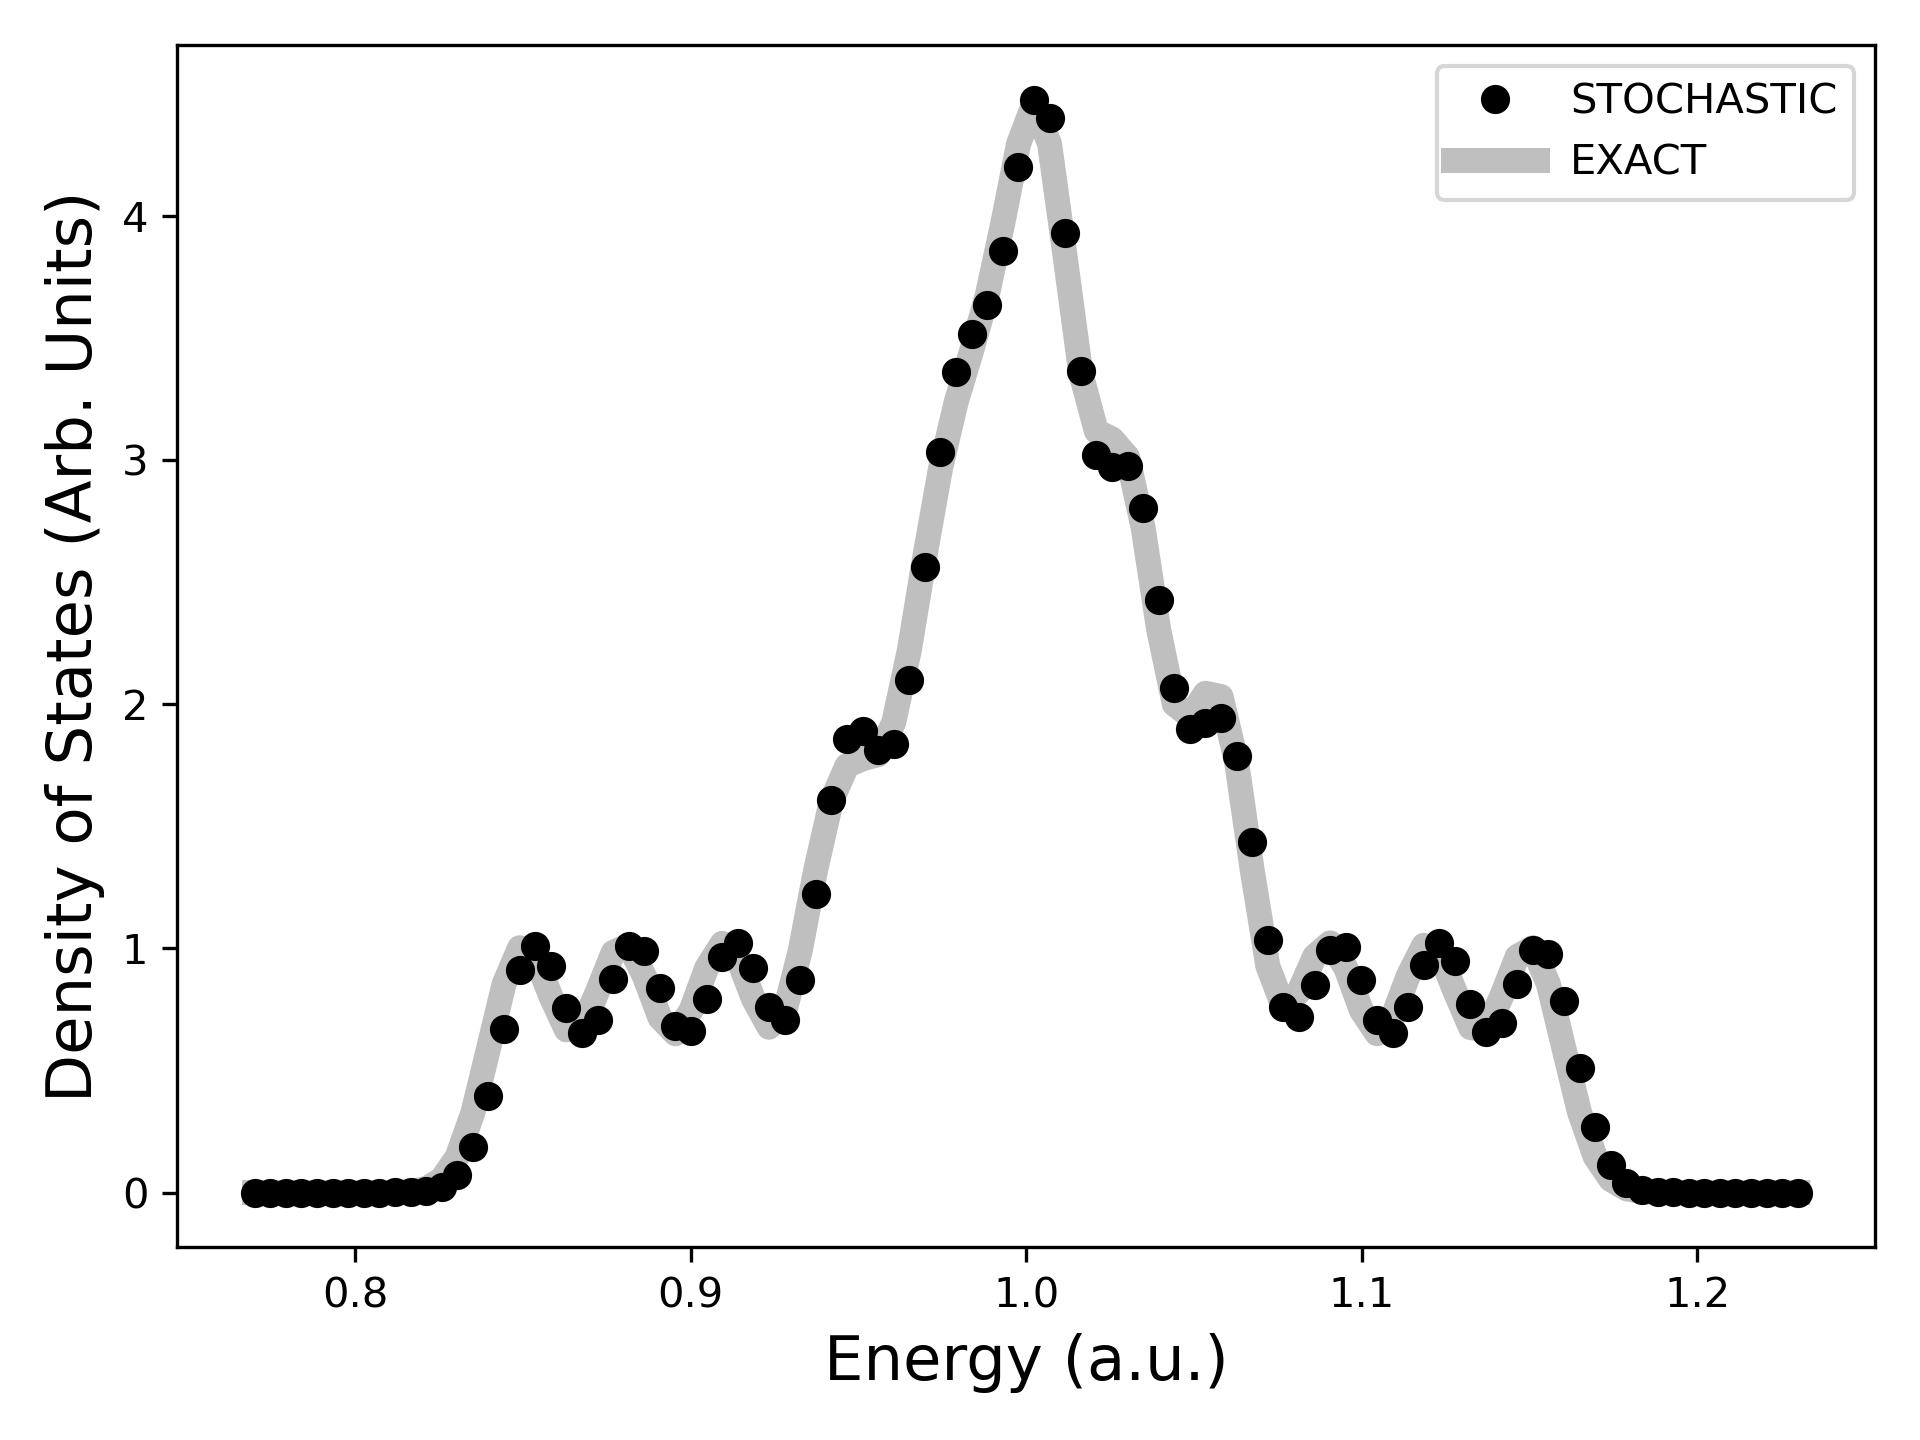 STOCHASTIC
EXACT
Density of States (Arb. Units)
4
3
2
1
0
0.8 0.9 1.0 1.1 1.2
Energy (a.u.)